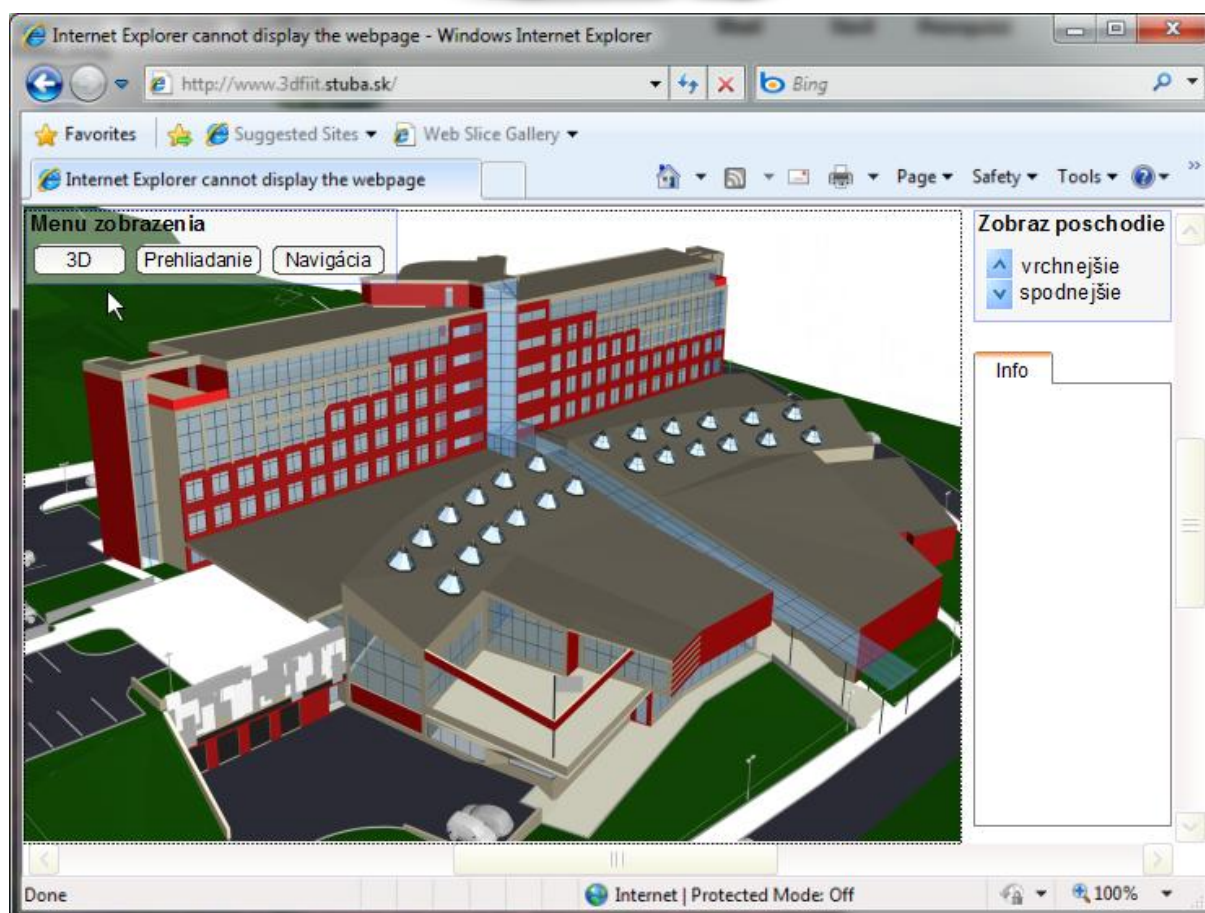 Internet Explorer cannot display the webpage - Windows Internet Explorer
http://www.3dfiit.stuba.sk/
Bing
Favorites Suggested Sites Web Slice Gallery
Internet Explorer cannot display the webpage
Page Safety Tools
Menu zobrazenia
3D Prehliadanie Navigácia
Zobraz poschodie
vrchnejšie
spodnejšie
Info
Done
Internet | Protected Mode: Off
100%